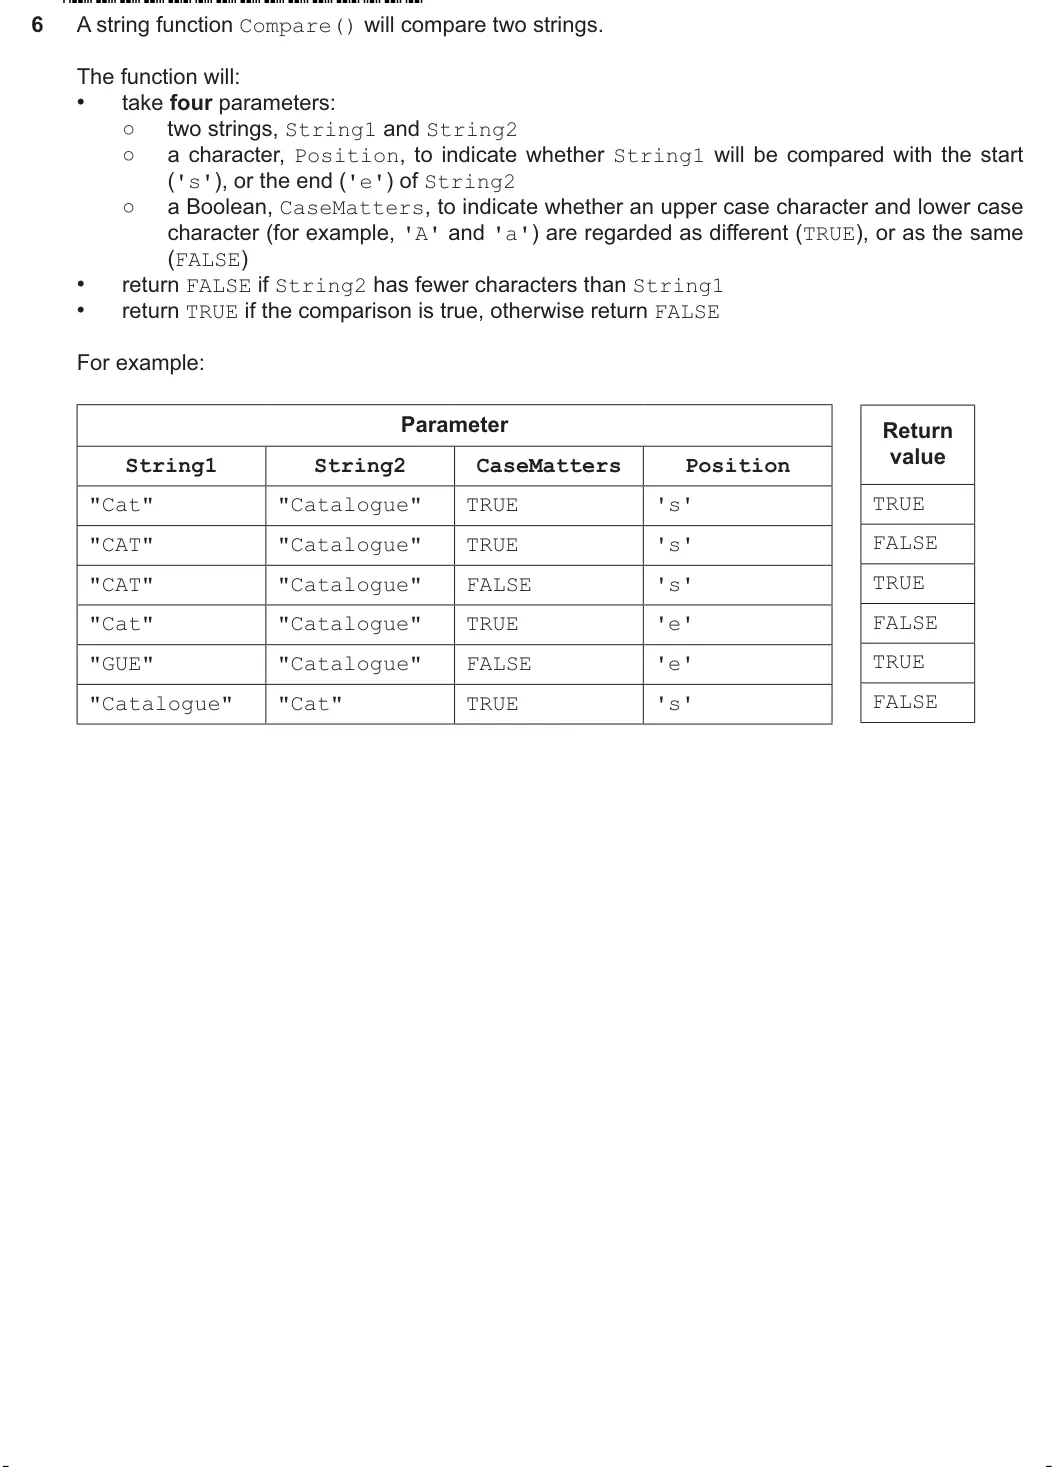 6 A string function Compare() will compare two strings.
The function will:
• take four parameters:
○ two strings, String1 and String2
○ a character, Position, to indicate whether String1 will be compared with the start
('s'), or the end ('e') of String2
○ a Boolean, CaseMatters, to indicate whether an upper case character and lower case
character (for example, 'A' and 'a') are regarded as different (TRUE), or as the same
(FALSE)
• return FALSE if String2 has fewer characters than String1
• return TRUE if the comparison is true, otherwise return FALSE
For example:
Parameter Return value
String1 String2 CaseMatters Position
"Cat" "Catalogue" TRUE 's' TRUE
"CAT" "Catalogue" TRUE 's' FALSE
"CAT" "Catalogue" FALSE 's' TRUE
"Cat" "Catalogue" TRUE 'e' FALSE
"GUE" "Catalogue" FALSE 'e' TRUE
"Catalogue" "Cat" TRUE 's' FALSE